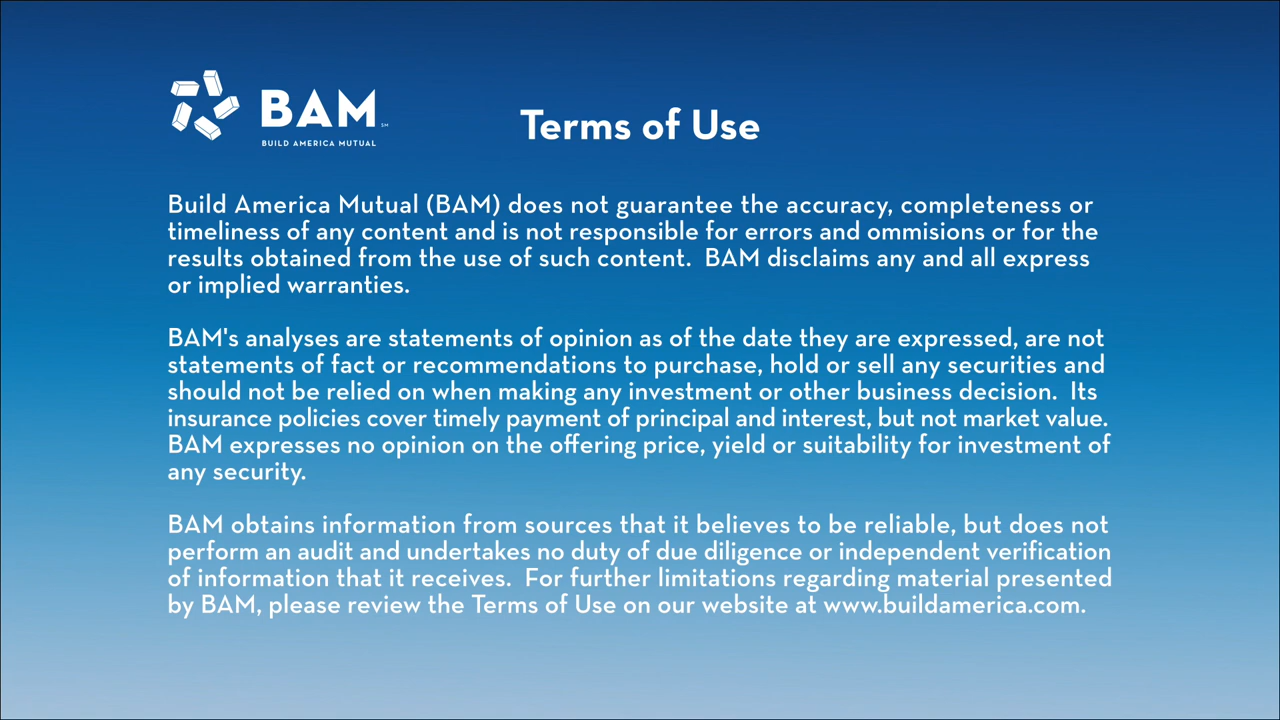 BAM
SM
BUILD AMERICA MUTUAL
Terms of Use
Build America Mutual (BAM) does not guarantee the accuracy, completeness or
timeliness of any content and is not responsible for errors and ommisions or for the
results obtained from the use of such content.  BAM disclaims any and all express
or implied warranties.
BAM's analyses are statements of opinion as of the date they are expressed, are not
statements of fact or recommendations to purchase, hold or sell any securities and
should not be relied on when making any investment or other business decision.  Its
insurance policies cover timely payment of principal and interest, but not market value.
BAM expresses no opinion on the offering price, yield or suitability for investment of
any security.
BAM obtains information from sources that it believes to be reliable, but does not
perform an audit and undertakes no duty of due diligence or independent verification
of information that it receives.  For further limitations regarding material presented
by BAM, please review the Terms of Use on our website at www.buildamerica.com.